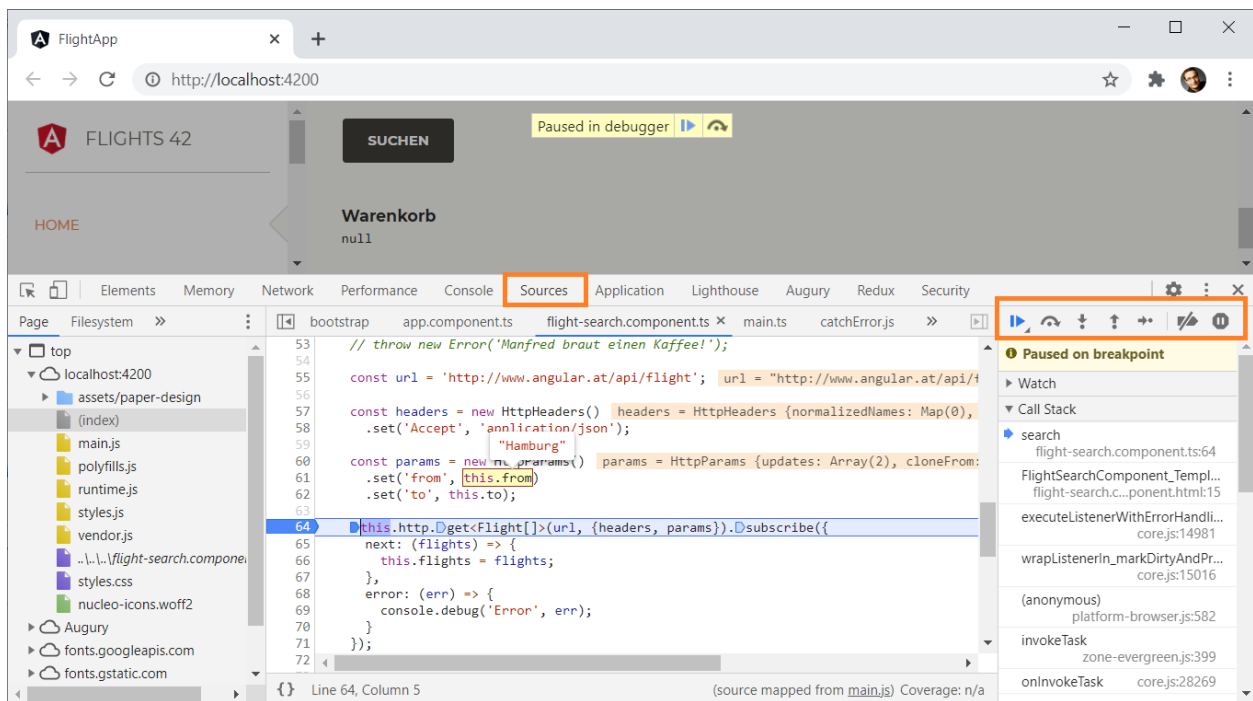 FlightApp
http://localhost:4200
FLIGHTS 42
HOME
SUCHEN
Paused in debugger
Warenkorb
null
Elements Memory Network Performance Console Sources Application Lighthouse Augury Redux Security
Page Filesystem »
bootstrap app.component.ts flight-search.component.ts × main.ts catchError.js »
top
localhost:4200
assets/paper-design
(index)
main.js
polyfills.js
runtime.js
styles.js
vendor.js
..\..\..\flight-search.componen
styles.css
nucleo-icons.woff2
Augury
fonts.googleapis.com
fonts.gstatic.com
53 // throw new Error('Manfred braut einen Kaffee!');
54
55 const url = 'http://www.angular.at/api/flight'; url = "http://www.angular.at/api/f
56
57 const headers = new HttpHeaders() headers = HttpHeaders {normalizedNames: Map(0),
58 .set('Accept', 'application/json');
59
"Hamburg"
60 const params = new HttpParams() params = HttpParams {updates: Array(2), cloneFrom:
61 .set('from', this.from)
62 .set('to', this.to);
63
64 this.http.get<Flight[]>(url, {headers, params}).subscribe({
65 next: (flights) => {
66 this.flights = flights;
67 },
68 error: (err) => {
69 console.debug('Error', err);
70 }
71 });
72
{} Line 64, Column 5 (source mapped from main.js) Coverage: n/a
Paused on breakpoint
Watch
Call Stack
search
flight-search.component.ts:64
FlightSearchComponent_Templ...
flight-search.c...ponent.html:15
executeListenerWithErrorHandli...
core.js:14981
wrapListenerIn_markDirtyAndPr...
core.js:15016
(anonymous)
platform-browser.js:582
invokeTask
zone-evergreen.js:399
onInvokeTask core.js:28269